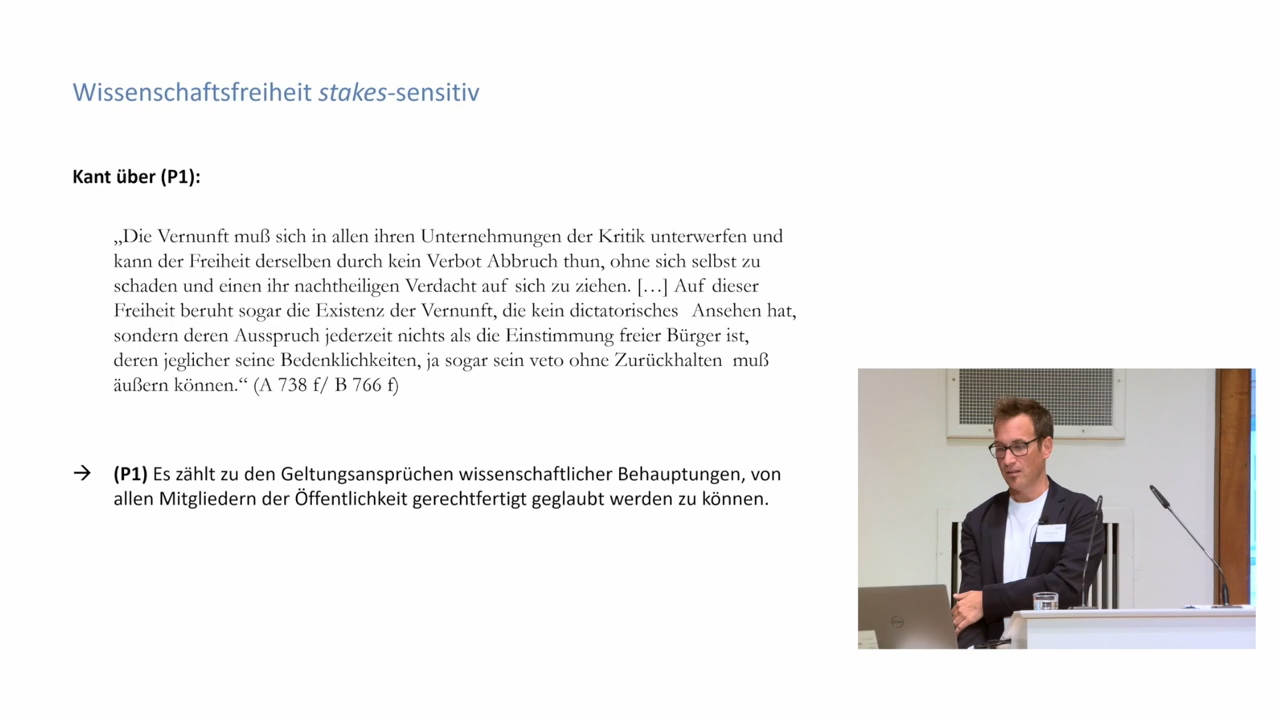 Wissenschaftsfreiheit stakes-sensitiv
Kant über (P1):
„Die Vernunft muß sich in allen ihren Unternehmungen der Kritik unterwerfen und
kann der Freiheit derselben durch kein Verbot Abbruch thun, ohne sich selbst zu
schaden und einen ihr nachtheiligen Verdacht auf sich zu ziehen. […] Auf dieser
Freiheit beruht sogar die Existenz der Vernunft, die kein dictatorisches Ansehen hat,
sondern deren Ausspruch jederzeit nichts als die Einstimmung freier Bürger ist,
deren jeglicher seine Bedenklichkeiten, ja sogar sein veto ohne Zurückhalten muß
äußern können.“ (A 738 f/ B 766 f)
→ (P1) Es zählt zu den Geltungsansprüchen wissenschaftlicher Behauptungen, von
allen Mitgliedern der Öffentlichkeit gerechtfertigt geglaubt werden zu können.